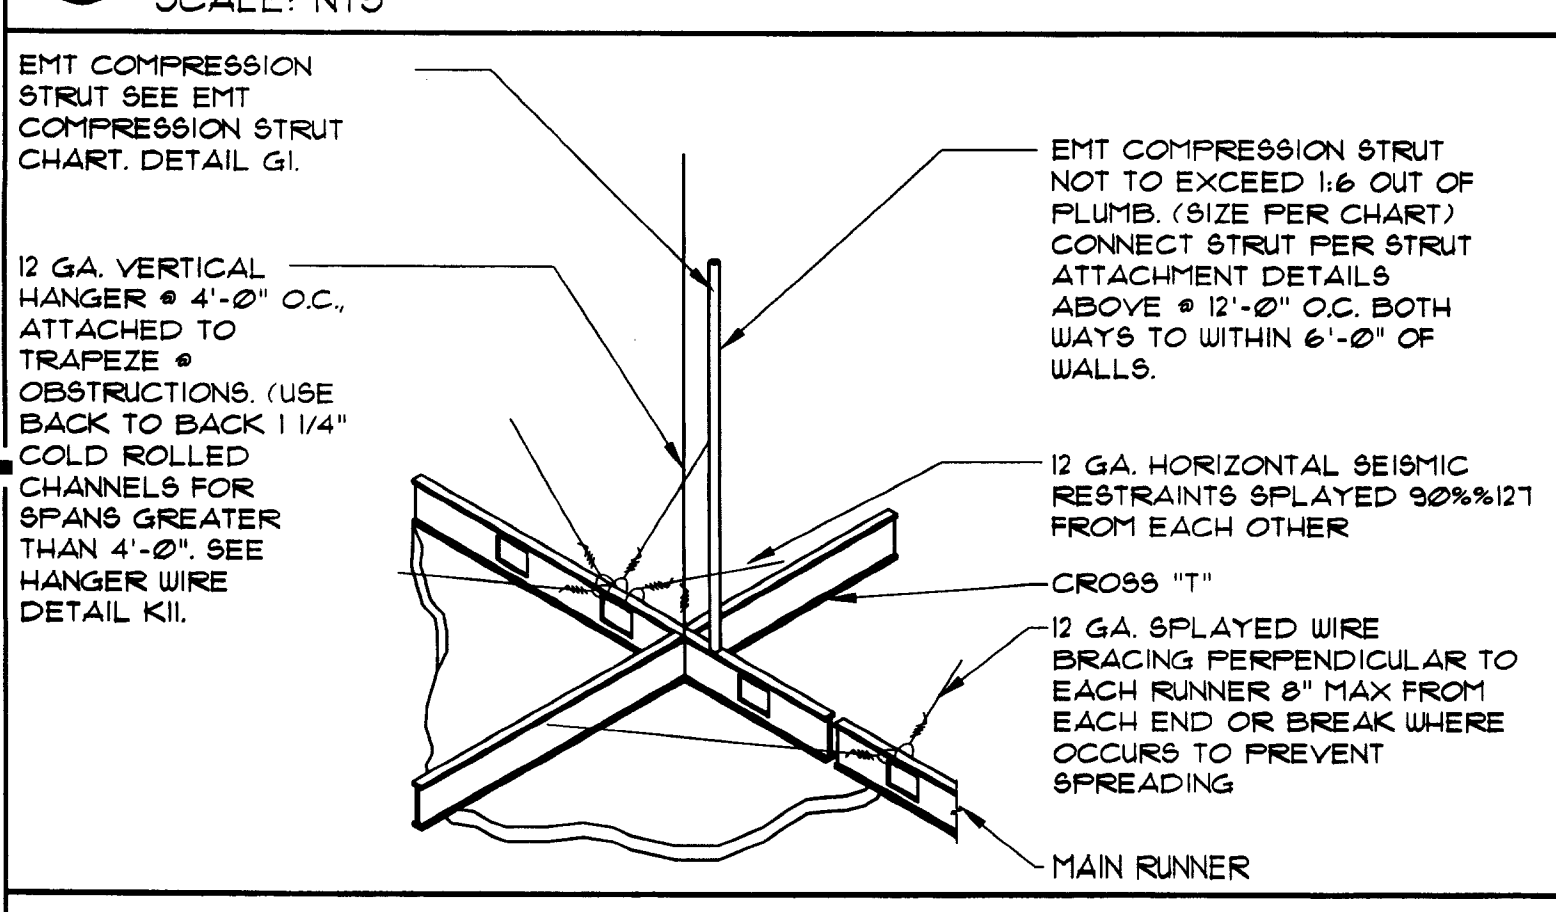 SCALE: NTS
EMT COMPRESSION
STRUT SEE EMT
COMPRESSION STRUT
CHART. DETAIL G1.
12 GA. VERTICAL
HANGER @ 4'-0" O.C.,
ATTACHED TO
TRAPEZE @
OBSTRUCTIONS. (USE
BACK TO BACK 1 1/4"
COLD ROLLED
CHANNELS FOR
SPANS GREATER
THAN 4'-0". SEE
HANGER WIRE
DETAIL K11.
EMT COMPRESSION STRUT
NOT TO EXCEED 1:6 OUT OF
PLUMB. (SIZE PER CHART)
CONNECT STRUT PER STRUT
ATTACHMENT DETAILS
ABOVE @ 12'-0" O.C. BOTH
WAYS TO WITHIN 6'-0" OF
WALLS.
12 GA. HORIZONTAL SEISMIC
RESTRAINTS SPLAYED 90%%127
FROM EACH OTHER
CROSS "T"
12 GA. SPLAYED WIRE
BRACING PERPENDICULAR TO
EACH RUNNER 8" MAX FROM
EACH END OR BREAK WHERE
OCCURS TO PREVENT
SPREADING
MAIN RUNNER